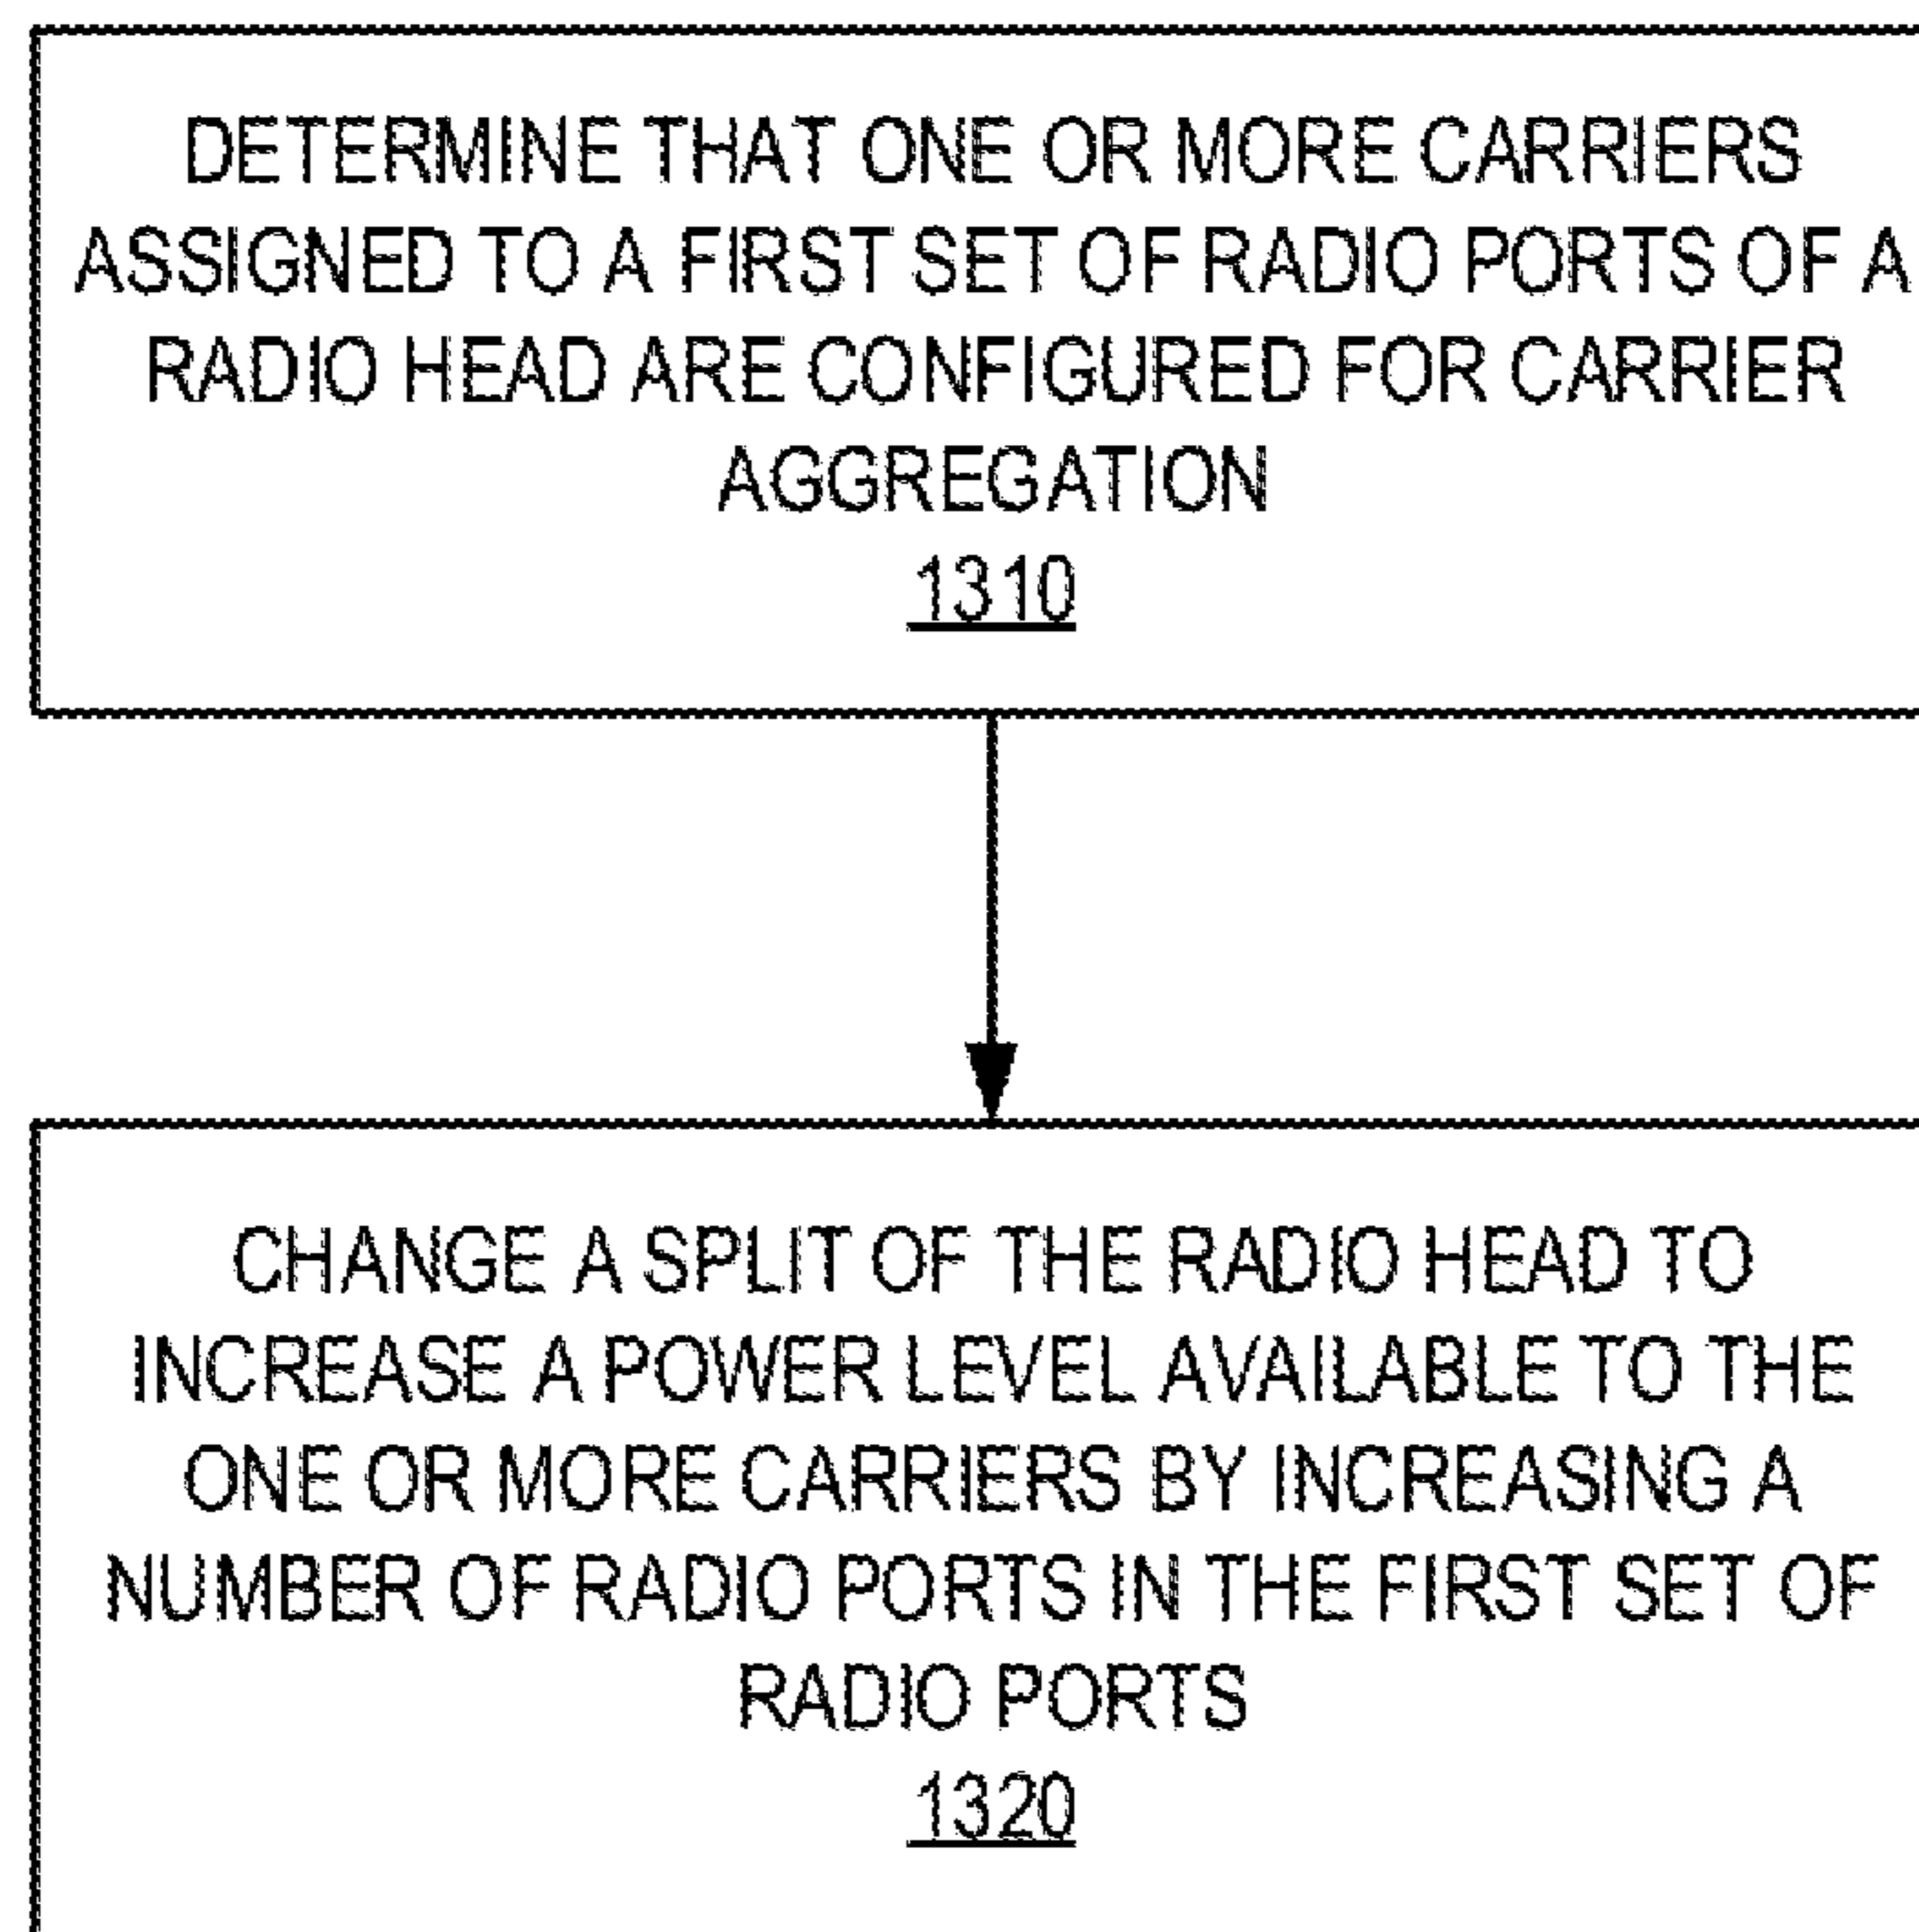 DETERMINE THAT ONE OR MORE CARRIERS
ASSIGNED TO A FIRST SET OF RADIO PORTS OF A
RADIO HEAD ARE CONFIGURED FOR CARRIER
AGGREGATION
1310
CHANGE A SPLIT OF THE RADIO HEAD TO
INCREASE A POWER LEVEL AVAILABLE TO THE
ONE OR MORE CARRIERS BY INCREASING A
NUMBER OF RADIO PORTS IN THE FIRST SET OF
RADIO PORTS
1320